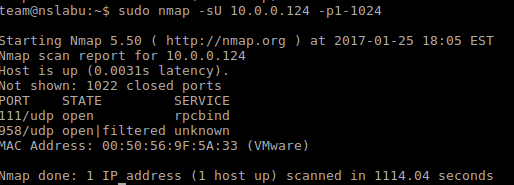 team@nslabu:~$ sudo nmap -sU 10.0.0.124 -p1-1024
Starting Nmap 5.50 ( http://nmap.org ) at 2017-01-25 18:05 EST
Nmap scan report for 10.0.0.124
Host is up (0.0031s latency).
Not shown: 1022 closed ports
PORT    STATE         SERVICE
111/udp open          rpcbind
958/udp open|filtered unknown
MAC Address: 00:50:56:9F:5A:33 (VMware)
Nmap done: 1 IP address (1 host up) scanned in 1114.04 seconds